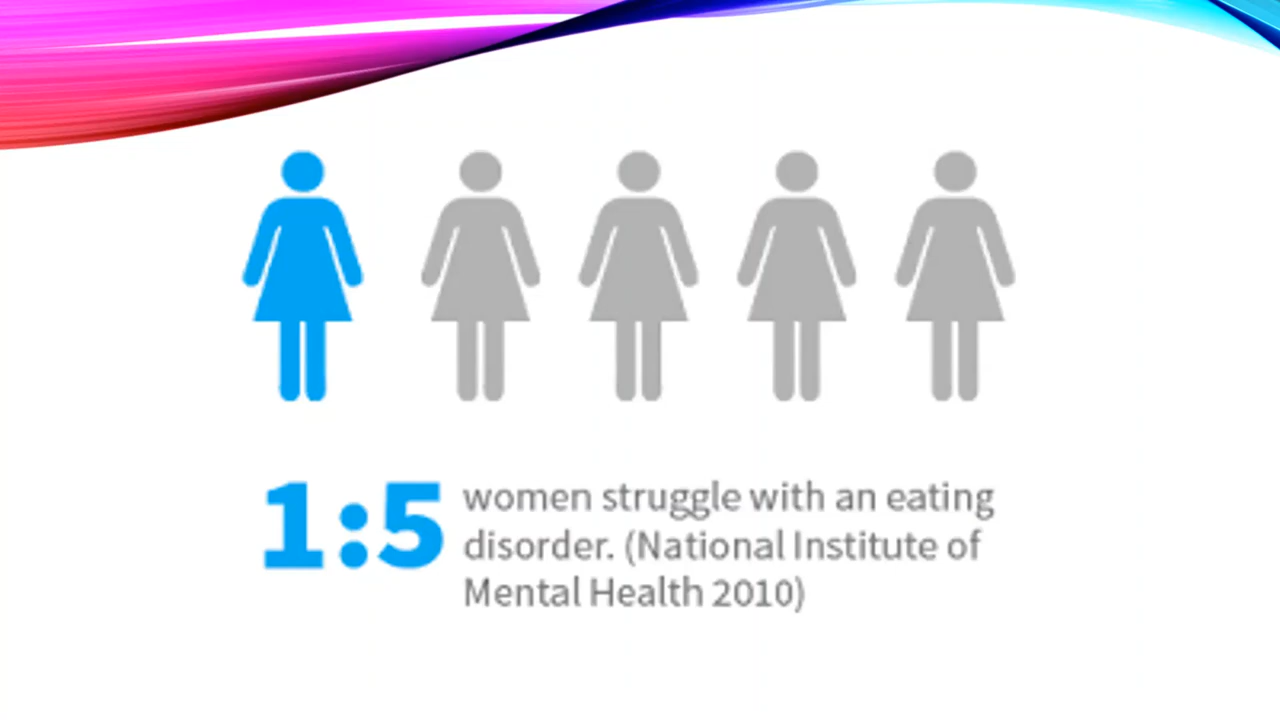 1:5 women struggle with an eating
disorder. (National Institute of
Mental Health 2010)